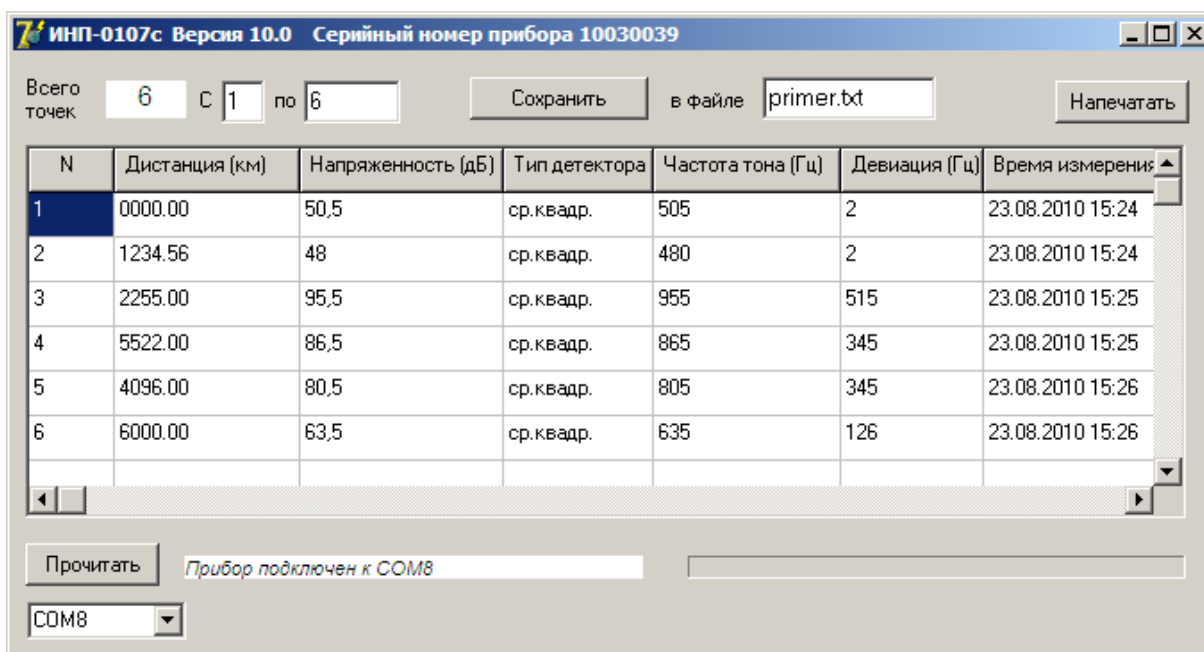 ИНП-0107с Версия 10.0 Серийный номер прибора 10030039
Всего точек 6 С 1 по 6 Сохранить в файле primer.txt Напечатать
N Дистанция (км) Напряженность (дБ) Тип детектора Частота тона (Гц) Девиация (Гц) Время измерения
1 0000.00 50,5 ср.квадр. 505 2 23.08.2010 15:24
2 1234.56 48 ср.квадр. 480 2 23.08.2010 15:24
3 2255.00 95,5 ср.квадр. 955 515 23.08.2010 15:25
4 5522.00 86,5 ср.квадр. 865 345 23.08.2010 15:25
5 4096.00 80,5 ср.квадр. 805 345 23.08.2010 15:26
6 6000.00 63,5 ср.квадр. 635 126 23.08.2010 15:26
Прочитать Прибор подключен к COM8
COM8